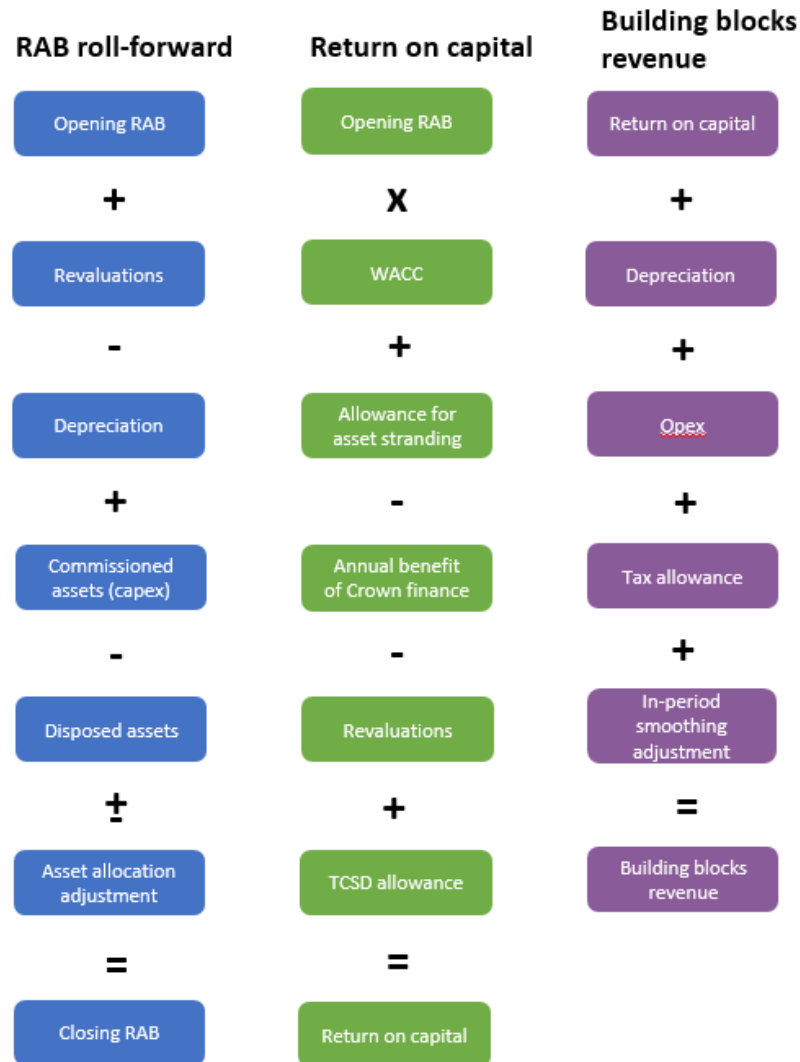 RAB roll-forward
Opening RAB
+
Revaluations
-
Depreciation
+
Commissioned
assets (capex)
-
Disposed assets
±
Asset allocation
adjustment
=
Closing RAB
Return on capital
Opening RAB
x
WACC
+
Allowance for
asset stranding
-
Annual benefit
of Crown finance
-
Revaluations
+
TCSD allowance
=
Return on capital
Building blocks
revenue
Return on capital
+
Depreciation
+
Opex
+
Tax allowance
+
In-period
smoothing
adjustment
=
Building blocks
revenue